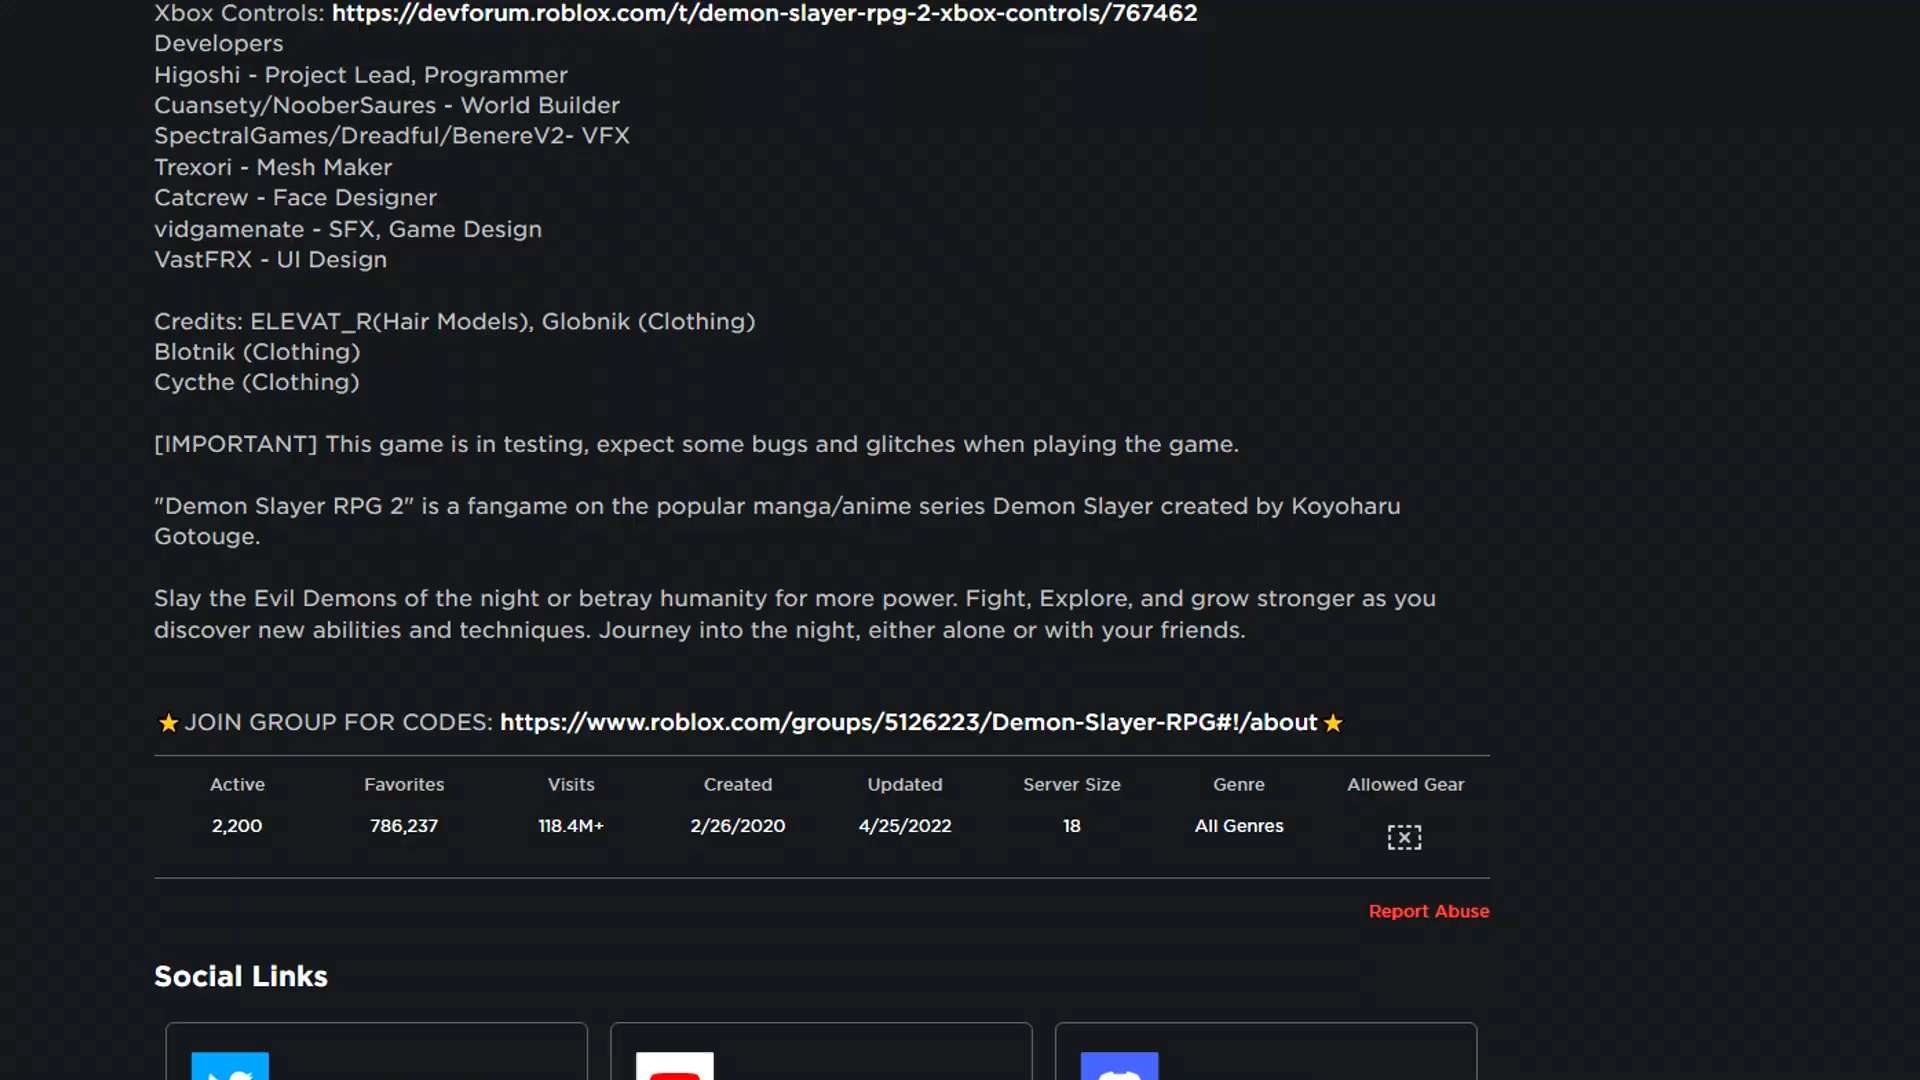 Xbox Controls: https://devforum.roblox.com/t/demon-slayer-rpg-2-xbox-controls/767462
Developers
Higoshi - Project Lead, Programmer
Cuansety/NooberSaures - World Builder
SpectralGames/Dreadful/BenereV2- VFX
Trexori - Mesh Maker
Catcrew - Face Designer
vidgamenate - SFX, Game Design
VastFRX - UI Design
Credits: ELEVAT_R(Hair Models), Globnik (Clothing)
Blotnik (Clothing)
Cycthe (Clothing)
[IMPORTANT] This game is in testing, expect some bugs and glitches when playing the game.
"Demon Slayer RPG 2" is a fangame on the popular manga/anime series Demon Slayer created by Koyoharu
Gotouge.
Slay the Evil Demons of the night or betray humanity for more power. Fight, Explore, and grow stronger as you
discover new abilities and techniques. Journey into the night, either alone or with your friends.
⭐JOIN GROUP FOR CODES: https://www.roblox.com/groups/5126223/Demon-Slayer-RPG#!/about⭐
Active Favorites Visits Created Updated Server Size Genre Allowed Gear
2,200 786,237 118.4M+ 2/26/2020 4/25/2022 18 All Genres
Report Abuse
Social Links